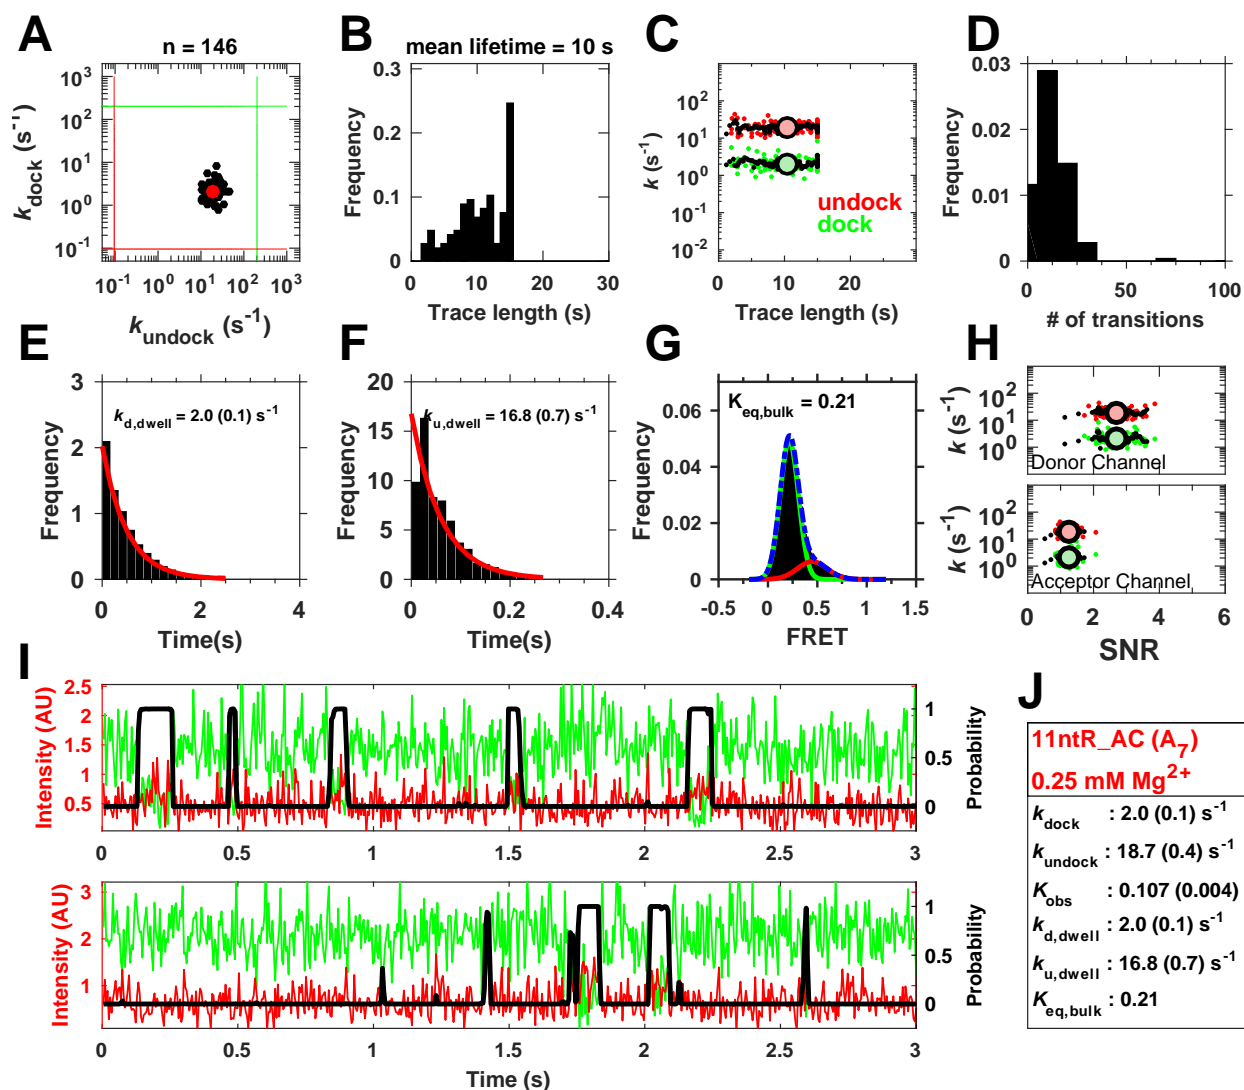 A
n = 146
k_dock (s⁻¹)
10³
10²
10¹
10⁰
10⁻¹
10⁻¹ 10⁰ 10¹ 10² 10³
k_undock (s⁻¹)
B
mean lifetime = 10 s
Frequency
0.3
0.2
0.1
0
0 10 20 30
Trace length (s)
C
k (s⁻¹)
10²
10¹
10⁰
10⁻¹
10⁻²
undock
dock
0 10 20
Trace length (s)
D
Frequency
0.03
0.02
0.01
0
0 50 100
# of transitions
E
Frequency
3
2
1
0
k_d,dwell = 2.0 (0.1) s⁻¹
0 2 4
Time(s)
F
Frequency
20
15
10
5
0
k_u,dwell = 16.8 (0.7) s⁻¹
0 0.2 0.4
Time(s)
G
K_eq,bulk = 0.21
Frequency
0.06
0.04
0.02
0
-0.5 0 0.5 1 1.5
FRET
H
k (s⁻¹)
10²
10¹
10⁰
Donor Channel
k (s⁻¹)
10²
10¹
10⁰
Acceptor Channel
0 2 4 6
SNR
I
Intensity (AU)
2.5
2
1.5
1
0.5
1
0.5
0
Probability
0 0.5 1 1.5 2 2.5 3
Intensity (AU)
3
2
1
1
0.5
0
Probability
0 0.5 1 1.5 2 2.5 3
Time (s)
J
11ntR_AC (A₇)
0.25 mM Mg²⁺
k_dock : 2.0 (0.1) s⁻¹
k_undock : 18.7 (0.4) s⁻¹
K_obs : 0.107 (0.004)
k_d,dwell : 2.0 (0.1) s⁻¹
k_u,dwell : 16.8 (0.7) s⁻¹
K_eq,bulk : 0.21